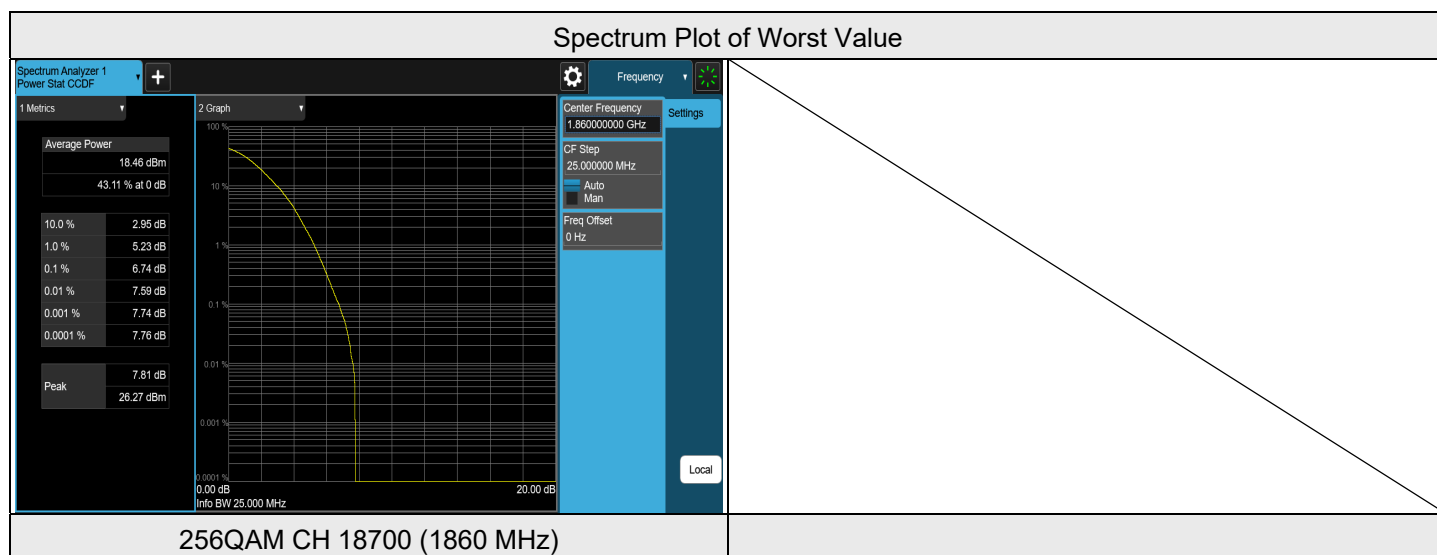 Spectrum Plot of Worst Value
Spectrum Analyzer 1
Power Stat CCDF
+
Frequency
1 Metrics
2 Graph
Center Frequency
1.860000000 GHz
Settings
CF Step
25.000000 MHz
Auto
Man
Freq Offset
0 Hz
Average Power
18.46 dBm
43.11 % at 0 dB
10.0 % 2.95 dB
1.0 % 5.23 dB
0.1 % 6.74 dB
0.01 % 7.59 dB
0.001 % 7.74 dB
0.0001 % 7.76 dB
Peak 7.81 dB
26.27 dBm
100 %
10 %
1 %
0.1 %
0.01 %
0.001 %
0.0001 %
0.00 dB 20.00 dB
Info BW 25.000 MHz
Local
256QAM CH 18700 (1860 MHz)